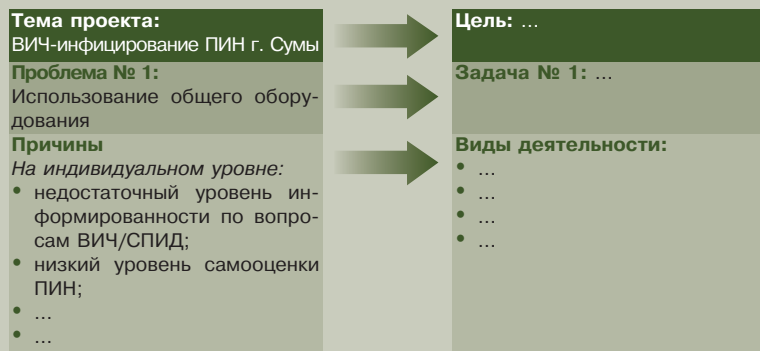 Тема проекта:
ВИЧ-инфицирование ПИН г. Сумы
Проблема № 1:
Использование общего обору-
дования
Причины
На индивидуальном уровне:
• недостаточный уровень ин-
формированности по вопро-
сам ВИЧ/СПИД;
• низкий уровень самооценки
ПИН;
• ...
• ...
Цель: ...
Задача № 1: ...
Виды деятельности:
• ...
• ...
• ...
• ...